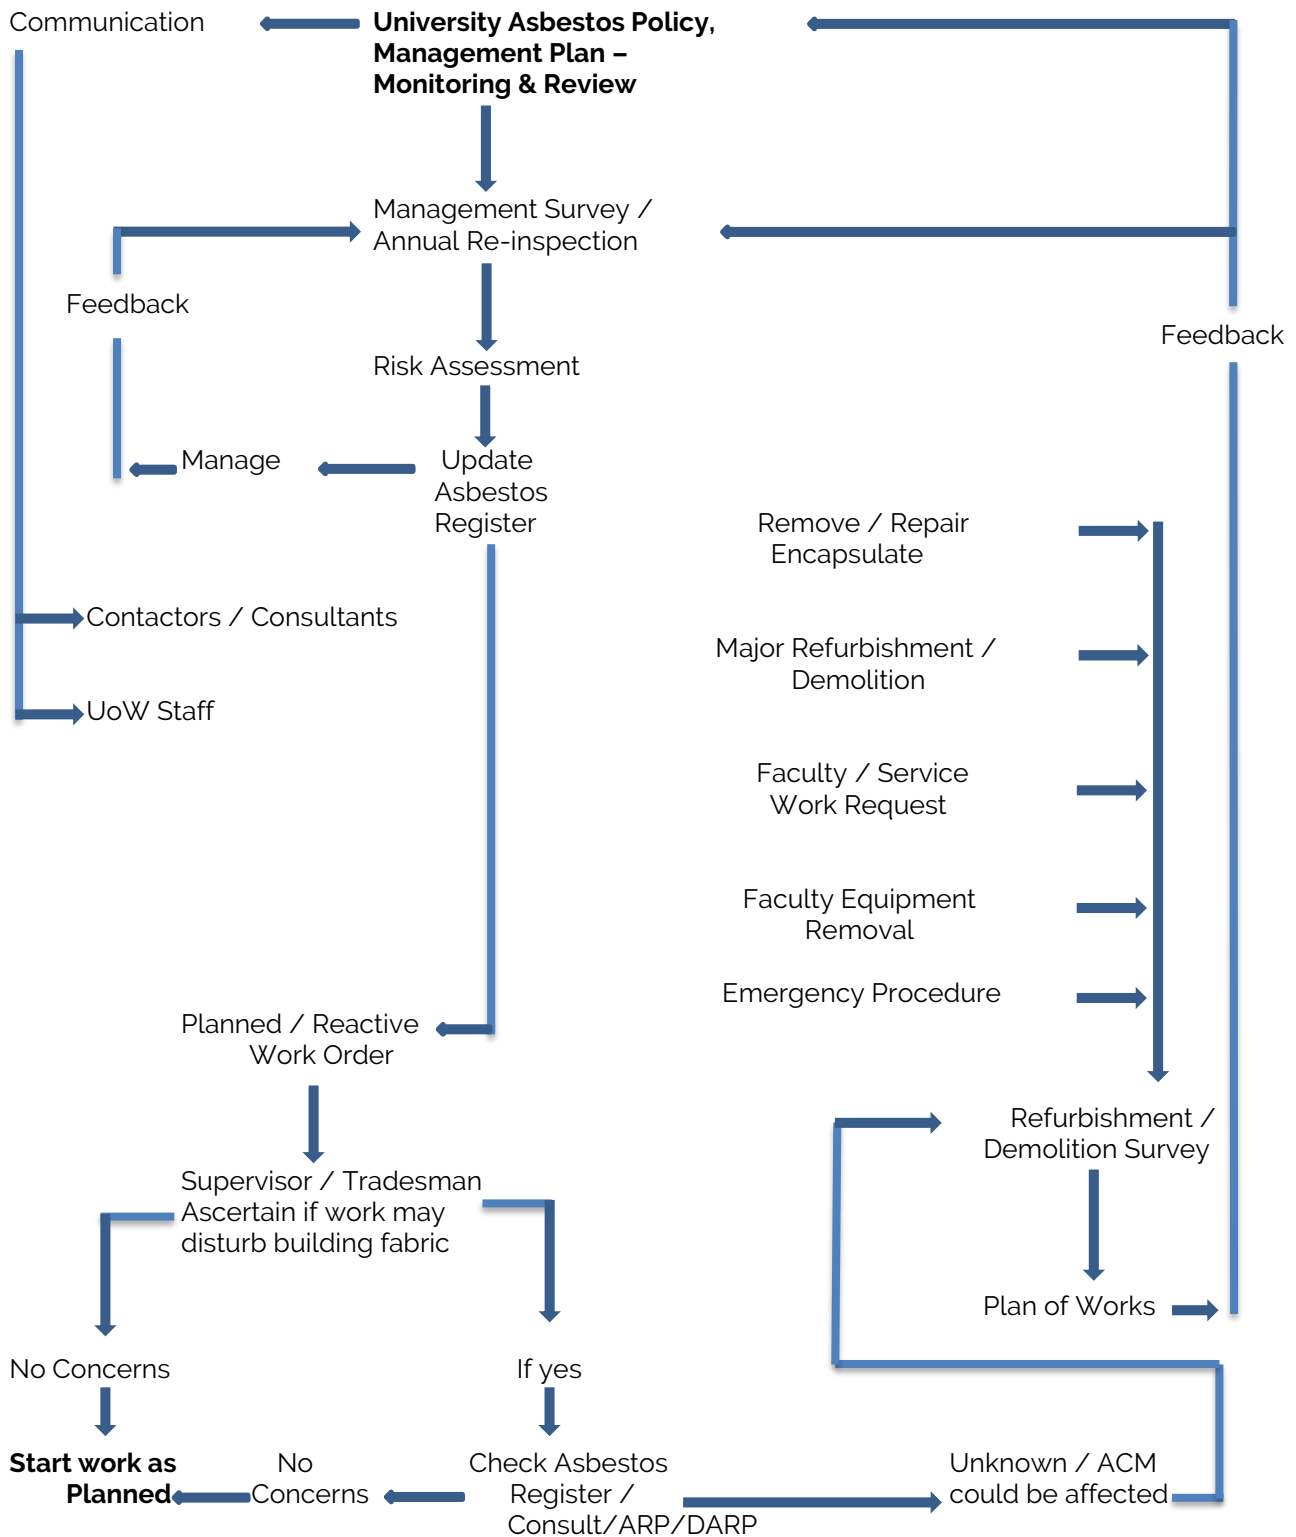 Communication
University Asbestos Policy,
Management Plan –
Monitoring & Review
Management Survey /
Annual Re-inspection
Feedback
Feedback
Risk Assessment
Manage
Update
Asbestos
Register
Remove / Repair
Encapsulate
Contactors / Consultants
Major Refurbishment /
Demolition
UoW Staff
Faculty / Service
Work Request
Faculty Equipment
Removal
Emergency Procedure
Planned / Reactive
Work Order
Refurbishment /
Demolition Survey
Supervisor / Tradesman
Ascertain if work may
disturb building fabric
Plan of Works
No Concerns
If yes
Start work as
Planned
No
Concerns
Check Asbestos
Register /
Consult/ARP/DARP
Unknown / ACM
could be affected